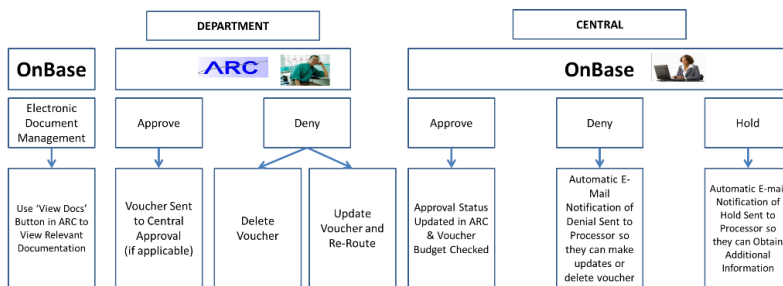 DEPARTMENT
CENTRAL
OnBase
ARC
OnBase
Electronic
Document
Management
Approve
Deny
Approve
Deny
Hold
Use ‘View Docs’
Button in ARC to
View Relevant
Documentation
Voucher Sent
to Central
Approval
(if applicable)
Delete
Voucher
Update
Voucher and
Re-Route
Approval Status
Updated in ARC
& Voucher
Budget Checked
Automatic E-
Mail
Notification of
Denial Sent to
Processor so
they can make
updates or
delete voucher
Automatic E-mail
Notification of
Hold Sent to
Processor so
they can Obtain
Additional
Information